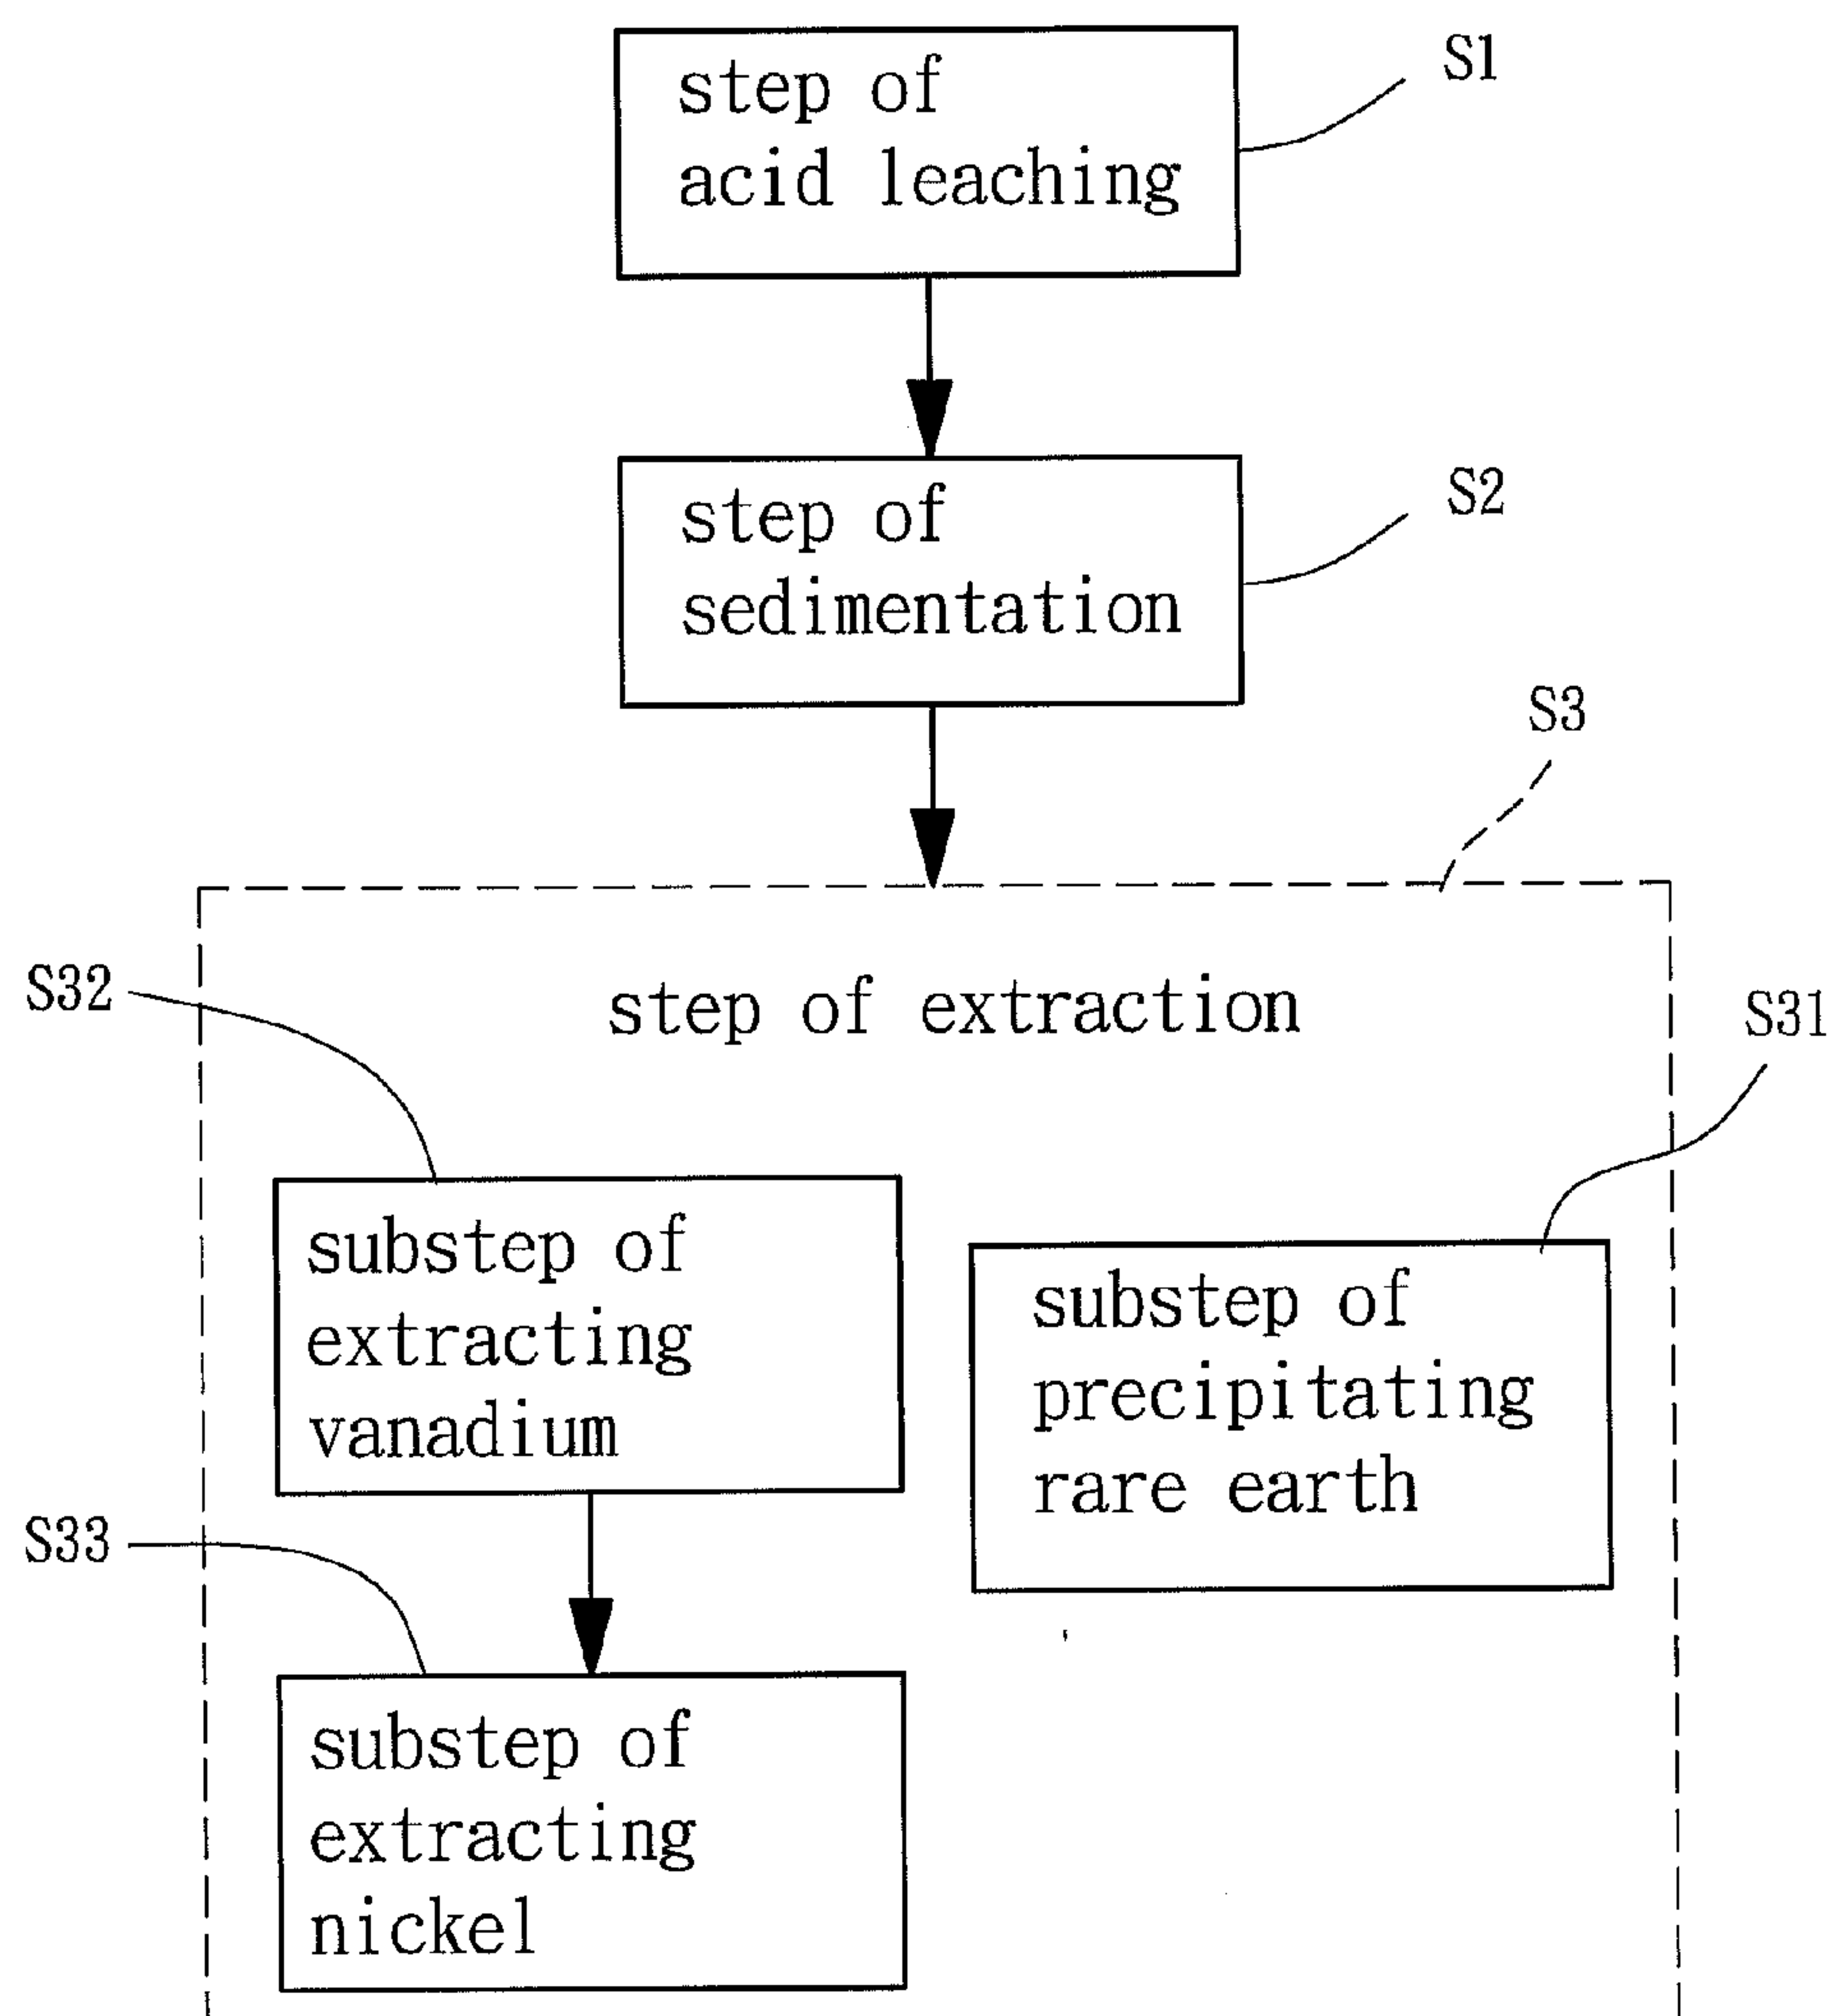 step of
acid leaching
S1
step of
sedimentation
S2
S3
step of extraction
S32
S31
substep of
extracting
vanadium
substep of
precipitating
rare earth
S33
substep of
extracting
nickel